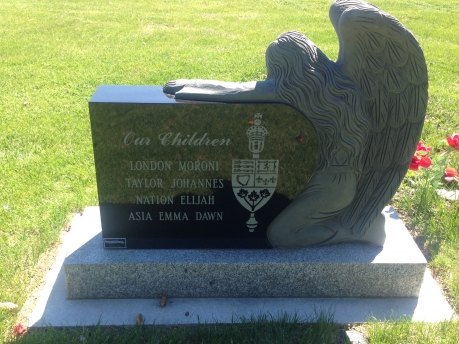 Our Children
LONDON MORONI
TAYLOR JOHANNES
NATION ELIJAH
ASIA EMMA DAWN